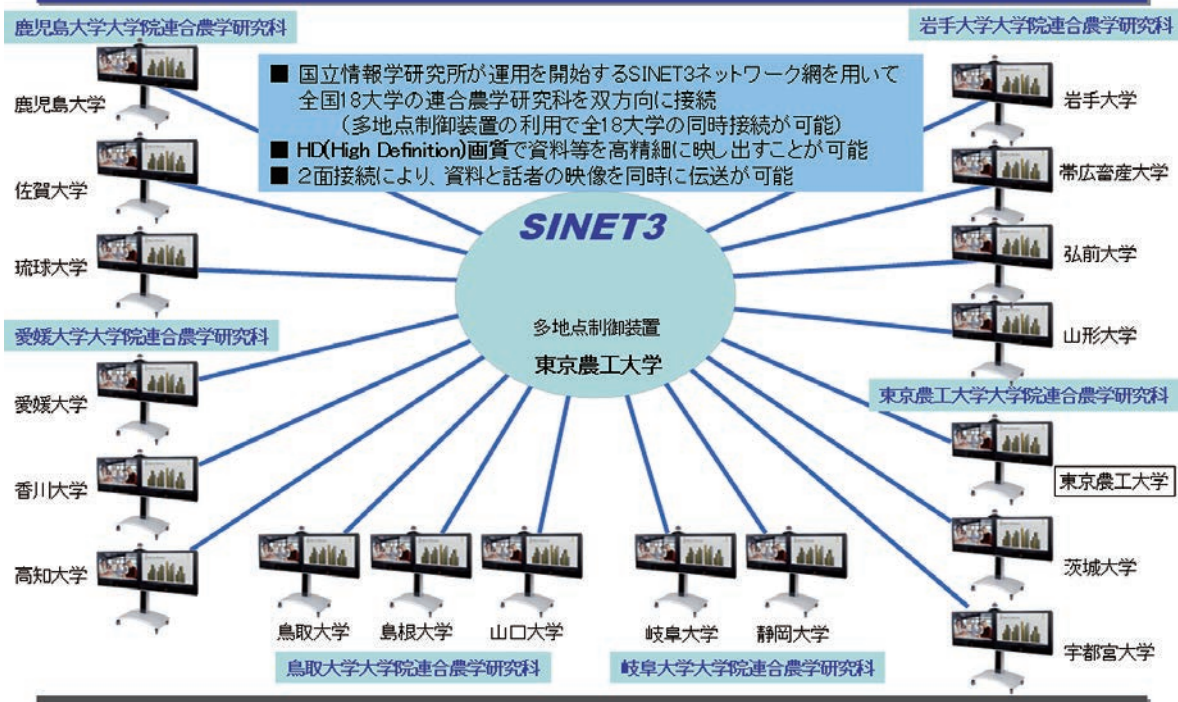 鹿児島大学大学院連合農学研究科
鹿児島大学
佐賀大学
琉球大学
愛媛大学大学院連合農学研究科
愛媛大学
香川大学
高知大学
■ 国立情報学研究所が運用を開始するSINET3ネットワーク網を用いて
全国18大学の連合農学研究科を双方向に接続
（多地点制御装置の利用で全18大学の同時接続が可能）
■ HD(High Definition)画質で資料等を高精細に映し出すことが可能
■ 2面接続により、資料と話者の映像を同時に伝送が可能
SINET3
多地点制御装置
東京農工大学
鳥取大学 島根大学 山口大学
鳥取大学大学院連合農学研究科
岐阜大学 静岡大学
岐阜大学大学院連合農学研究科
岩手大学大学院連合農学研究科
岩手大学
帯広畜産大学
弘前大学
山形大学
東京農工大学大学院連合農学研究科
東京農工大学
茨城大学
宇都宮大学